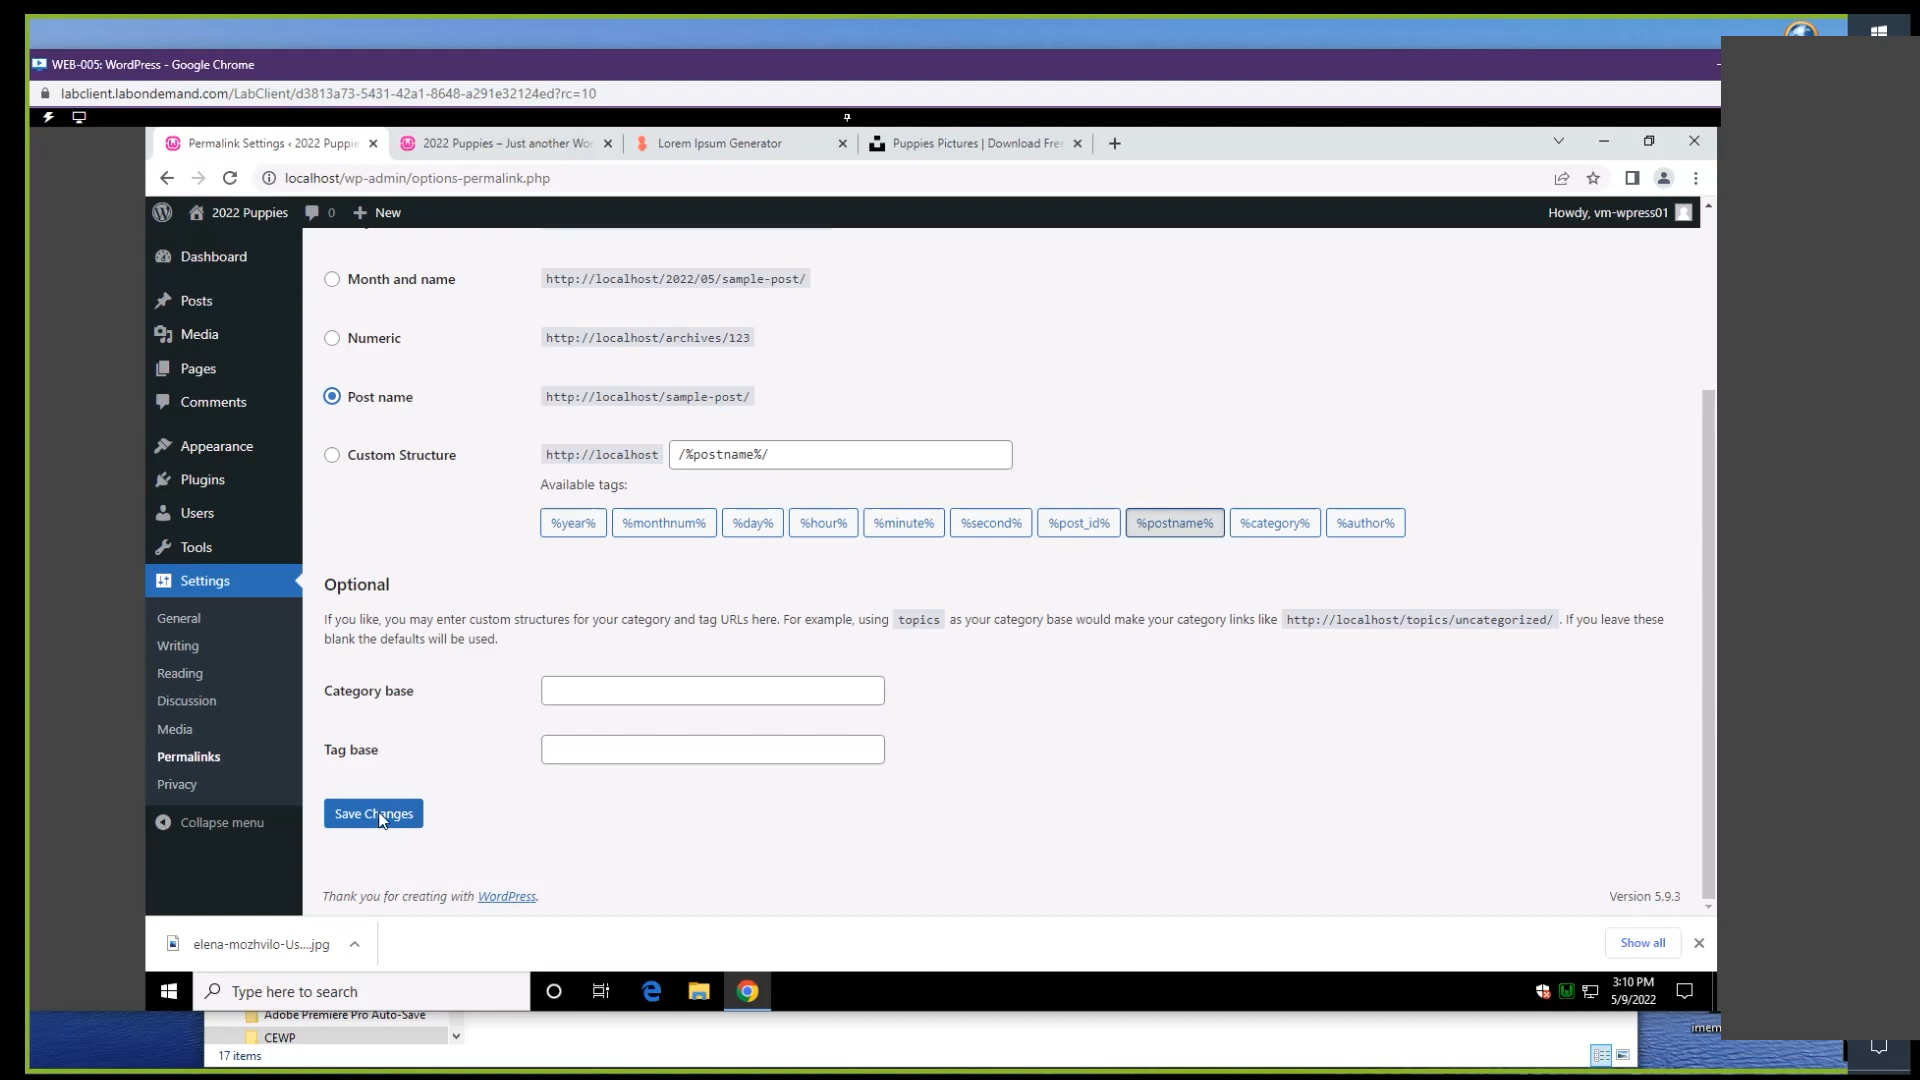 WEB-005: WordPress - Google Chrome
labclient.labondemand.com/LabClient/d3813a73-5431-42a1-8648-a291e32124ed?rc=10
Permalink Settings ‹ 2022 Puppie
2022 Puppies – Just another Wor
Lorem Ipsum Generator
Puppies Pictures | Download Fre
localhost/wp-admin/options-permalink.php
2022 Puppies
0
New
Howdy, vm-wpress01
Dashboard
Posts
Media
Pages
Comments
Appearance
Plugins
Users
Tools
Settings
General
Writing
Reading
Discussion
Media
Permalinks
Privacy
Collapse menu
Month and name
http://localhost/2022/05/sample-post/
Numeric
http://localhost/archives/123
Post name
http://localhost/sample-post/
Custom Structure
http://localhost
/%postname%/
Available tags:
%year% %monthnum% %day% %hour% %minute% %second% %post_id% %postname% %category% %author%
Optional
If you like, you may enter custom structures for your category and tag URLs here. For example, using topics as your category base would make your category links like http://localhost/topics/uncategorized/ . If you leave these
blank the defaults will be used.
Category base
Tag base
Save Changes
Thank you for creating with WordPress.
Version 5.9.3
elena-mozhvilo-Us....jpg
Show all
Type here to search
3:10 PM
5/9/2022
Adobe Premiere Pro Auto-Save
CEWP
17 items